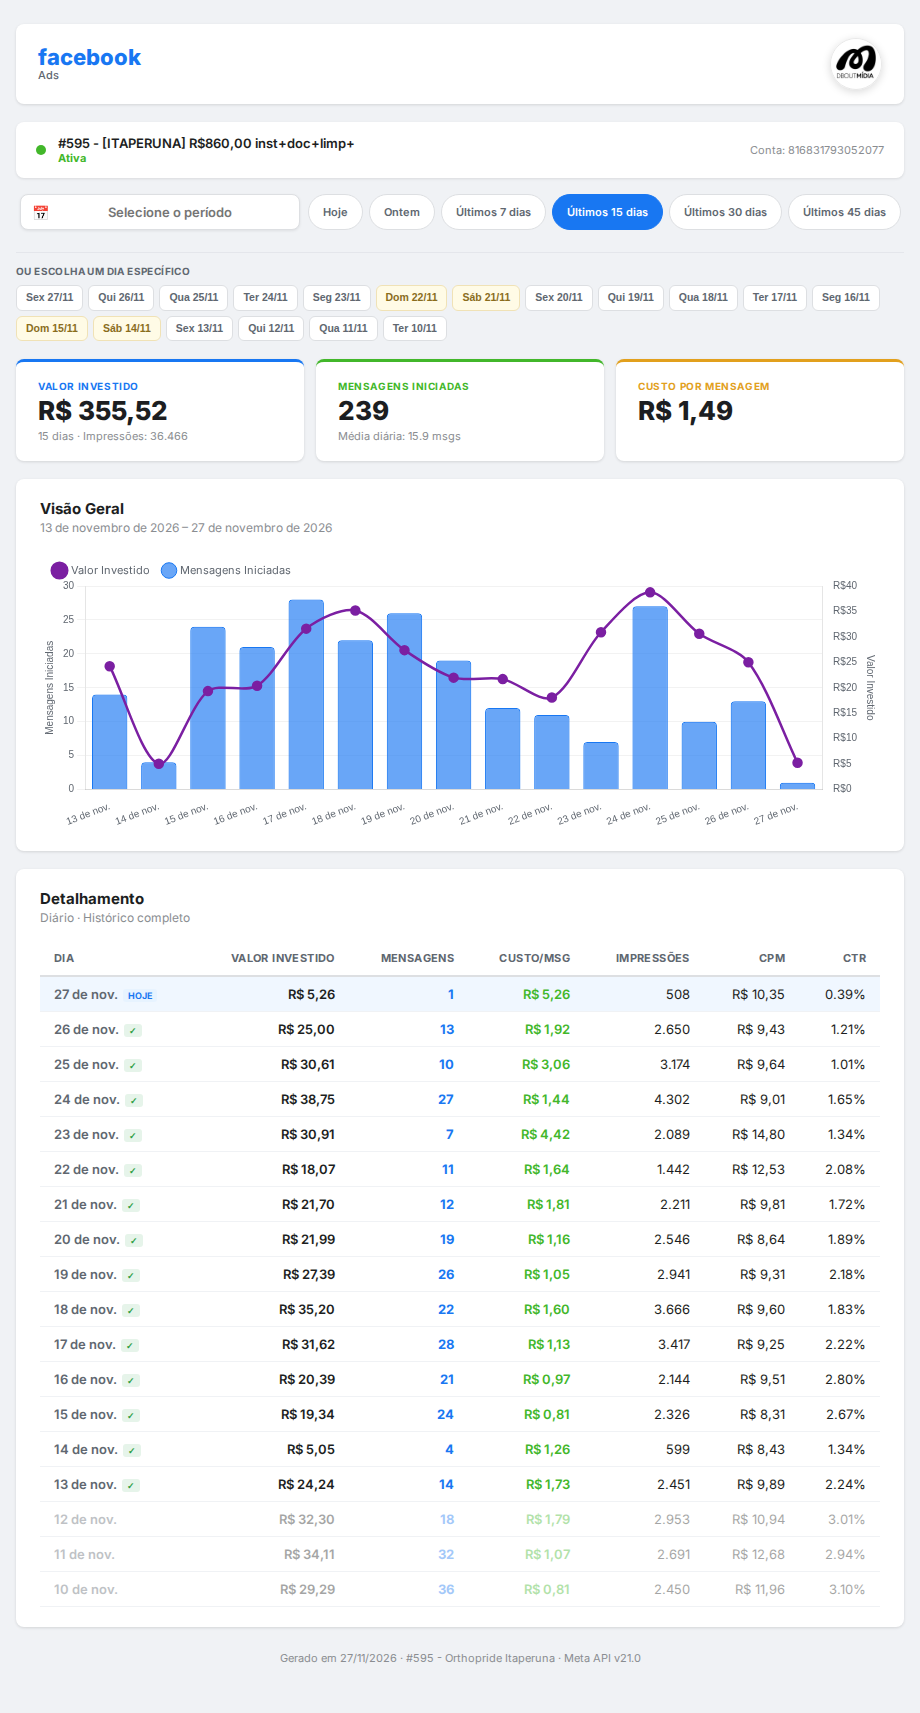 facebook
Ads
DBOUTMÍDIA
#595 - [ITAPERUNA] R$860,00 inst+doc+limp+
Ativa
Conta: 816831793052077
Selecione o período
Hoje
Ontem
Últimos 7 dias
Últimos 15 dias
Últimos 30 dias
Últimos 45 dias
OU ESCOLHA UM DIA ESPECÍFICO
Sex 27/11 Qui 26/11 Qua 25/11 Ter 24/11 Seg 23/11 Dom 22/11 Sáb 21/11 Sex 20/11 Qui 19/11 Qua 18/11 Ter 17/11 Seg 16/11
Dom 15/11 Sáb 14/11 Sex 13/11 Qui 12/11 Qua 11/11 Ter 10/11
VALOR INVESTIDO
R$ 355,52
15 dias · Impressões: 36.466
MENSAGENS INICIADAS
239
Média diária: 15.9 msgs
CUSTO POR MENSAGEM
R$ 1,49
Visão Geral
13 de novembro de 2026 – 27 de novembro de 2026
Valor Investido Mensagens Iniciadas
Mensagens Iniciadas
30
25
20
15
10
5
0
R$40
R$35
R$30
R$25
R$20
R$15
R$10
R$5
R$0
Valor Investido
13 de nov. 14 de nov. 15 de nov. 16 de nov. 17 de nov. 18 de nov. 19 de nov. 20 de nov. 21 de nov. 22 de nov. 23 de nov. 24 de nov. 25 de nov. 26 de nov. 27 de nov.
Detalhamento
Diário · Histórico completo
DIA VALOR INVESTIDO MENSAGENS CUSTO/MSG IMPRESSÕES CPM CTR
27 de nov. HOJE R$ 5,26 1 R$ 5,26 508 R$ 10,35 0.39%
26 de nov. ✓ R$ 25,00 13 R$ 1,92 2.650 R$ 9,43 1.21%
25 de nov. ✓ R$ 30,61 10 R$ 3,06 3.174 R$ 9,64 1.01%
24 de nov. ✓ R$ 38,75 27 R$ 1,44 4.302 R$ 9,01 1.65%
23 de nov. ✓ R$ 30,91 7 R$ 4,42 2.089 R$ 14,80 1.34%
22 de nov. ✓ R$ 18,07 11 R$ 1,64 1.442 R$ 12,53 2.08%
21 de nov. ✓ R$ 21,70 12 R$ 1,81 2.211 R$ 9,81 1.72%
20 de nov. ✓ R$ 21,99 19 R$ 1,16 2.546 R$ 8,64 1.89%
19 de nov. ✓ R$ 27,39 26 R$ 1,05 2.941 R$ 9,31 2.18%
18 de nov. ✓ R$ 35,20 22 R$ 1,60 3.666 R$ 9,60 1.83%
17 de nov. ✓ R$ 31,62 28 R$ 1,13 3.417 R$ 9,25 2.22%
16 de nov. ✓ R$ 20,39 21 R$ 0,97 2.144 R$ 9,51 2.80%
15 de nov. ✓ R$ 19,34 24 R$ 0,81 2.326 R$ 8,31 2.67%
14 de nov. ✓ R$ 5,05 4 R$ 1,26 599 R$ 8,43 1.34%
13 de nov. ✓ R$ 24,24 14 R$ 1,73 2.451 R$ 9,89 2.24%
12 de nov. R$ 32,30 18 R$ 1,79 2.953 R$ 10,94 3.01%
11 de nov. R$ 34,11 32 R$ 1,07 2.691 R$ 12,68 2.94%
10 de nov. R$ 29,29 36 R$ 0,81 2.450 R$ 11,96 3.10%
Gerado em 27/11/2026 · #595 - Orthopride Itaperuna · Meta API v21.0